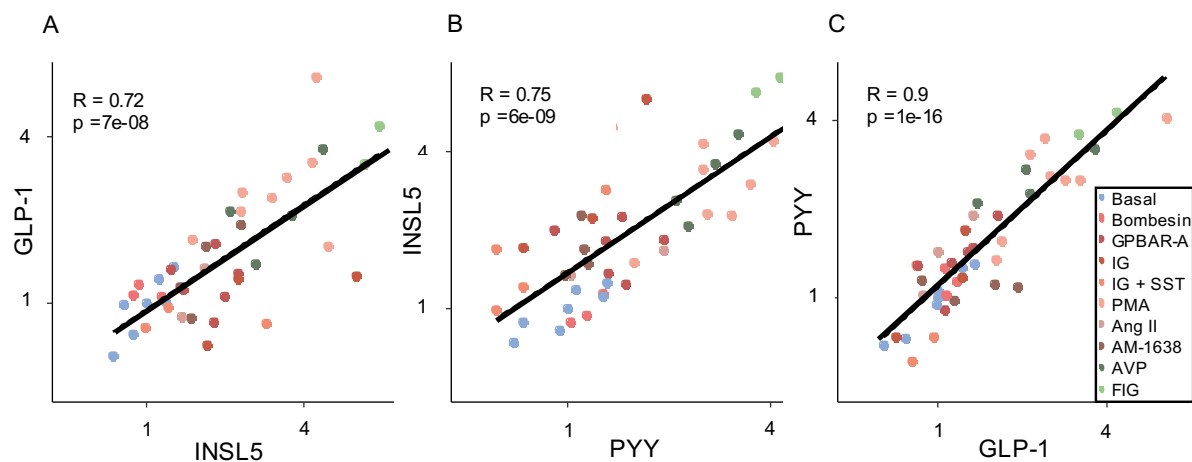 A
R = 0.72
p =7e-08
GLP-1
4
1
1
4
INSL5
B
R = 0.75
p =6e-09
INSL5
4
1
1
4
PYY
C
R = 0.9
p =1e-16
PYY
4
1
1
4
GLP-1
Basal
Bombesin
GPBAR-A
IG
IG + SST
PMA
Ang II
AM-1638
AVP
FIG